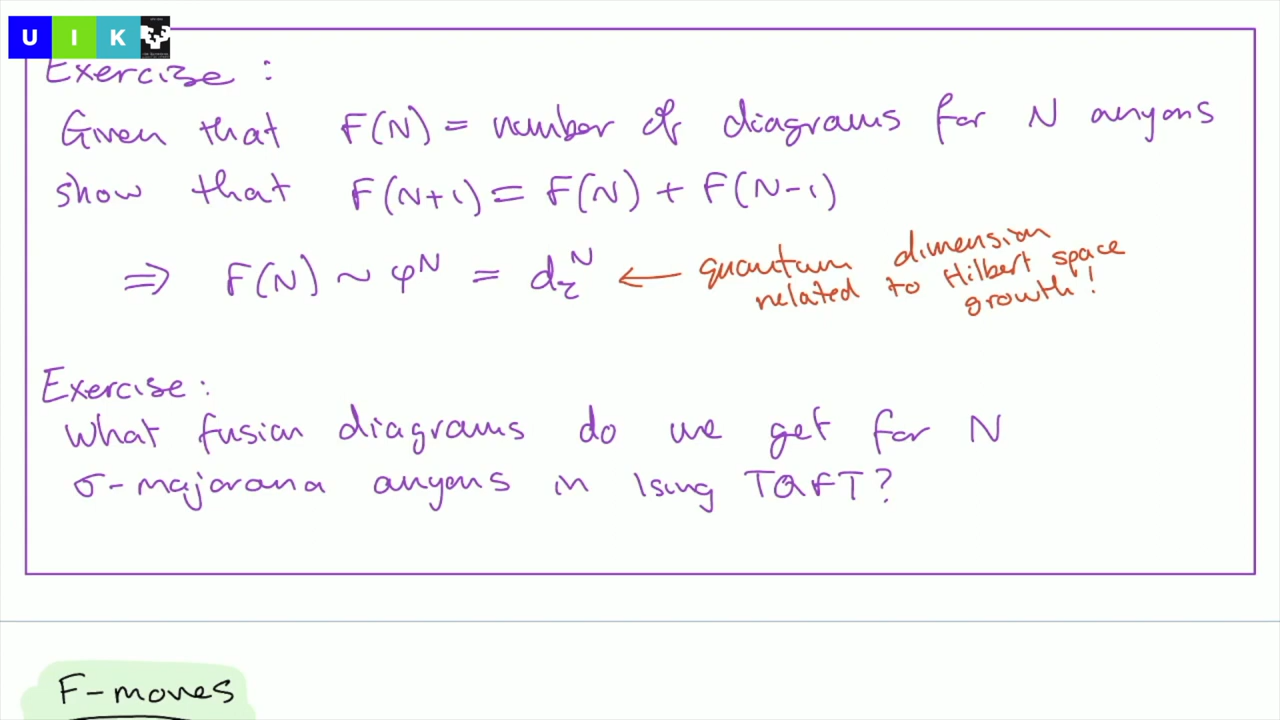 UIK
Exercise :
Given that F(N) = number of diagrams for N anyons
show that F(N+1) = F(N) + F(N-1)
⇒ F(N) ~ φ^N = d_τ^N ← quantum dimension
related to Hilbert space
growth!
Exercise :
What fusion diagrams do we get for N
σ-majorana anyons in Ising TQFT?
F-moves